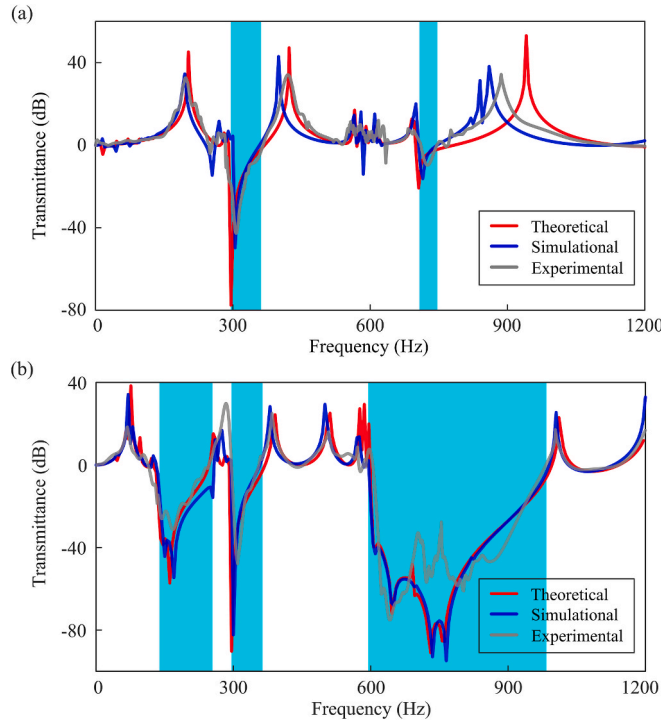 (a)
Transmittance (dB)
40
0
-40
-80
Theoretical
Simulational
Experimental
0 300 600 900 1200
Frequency (Hz)
(b)
Transmittance (dB)
40
0
-40
-80
Theoretical
Simulational
Experimental
0 300 600 900 1200
Frequency (Hz)